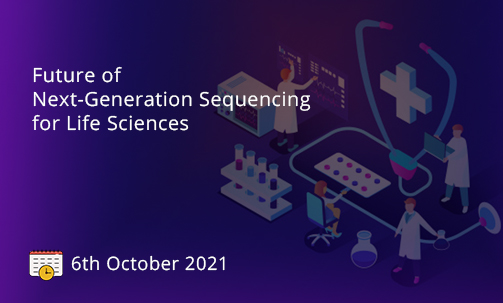 Future of
Next-Generation Sequencing
for Life Sciences
6th October 2021